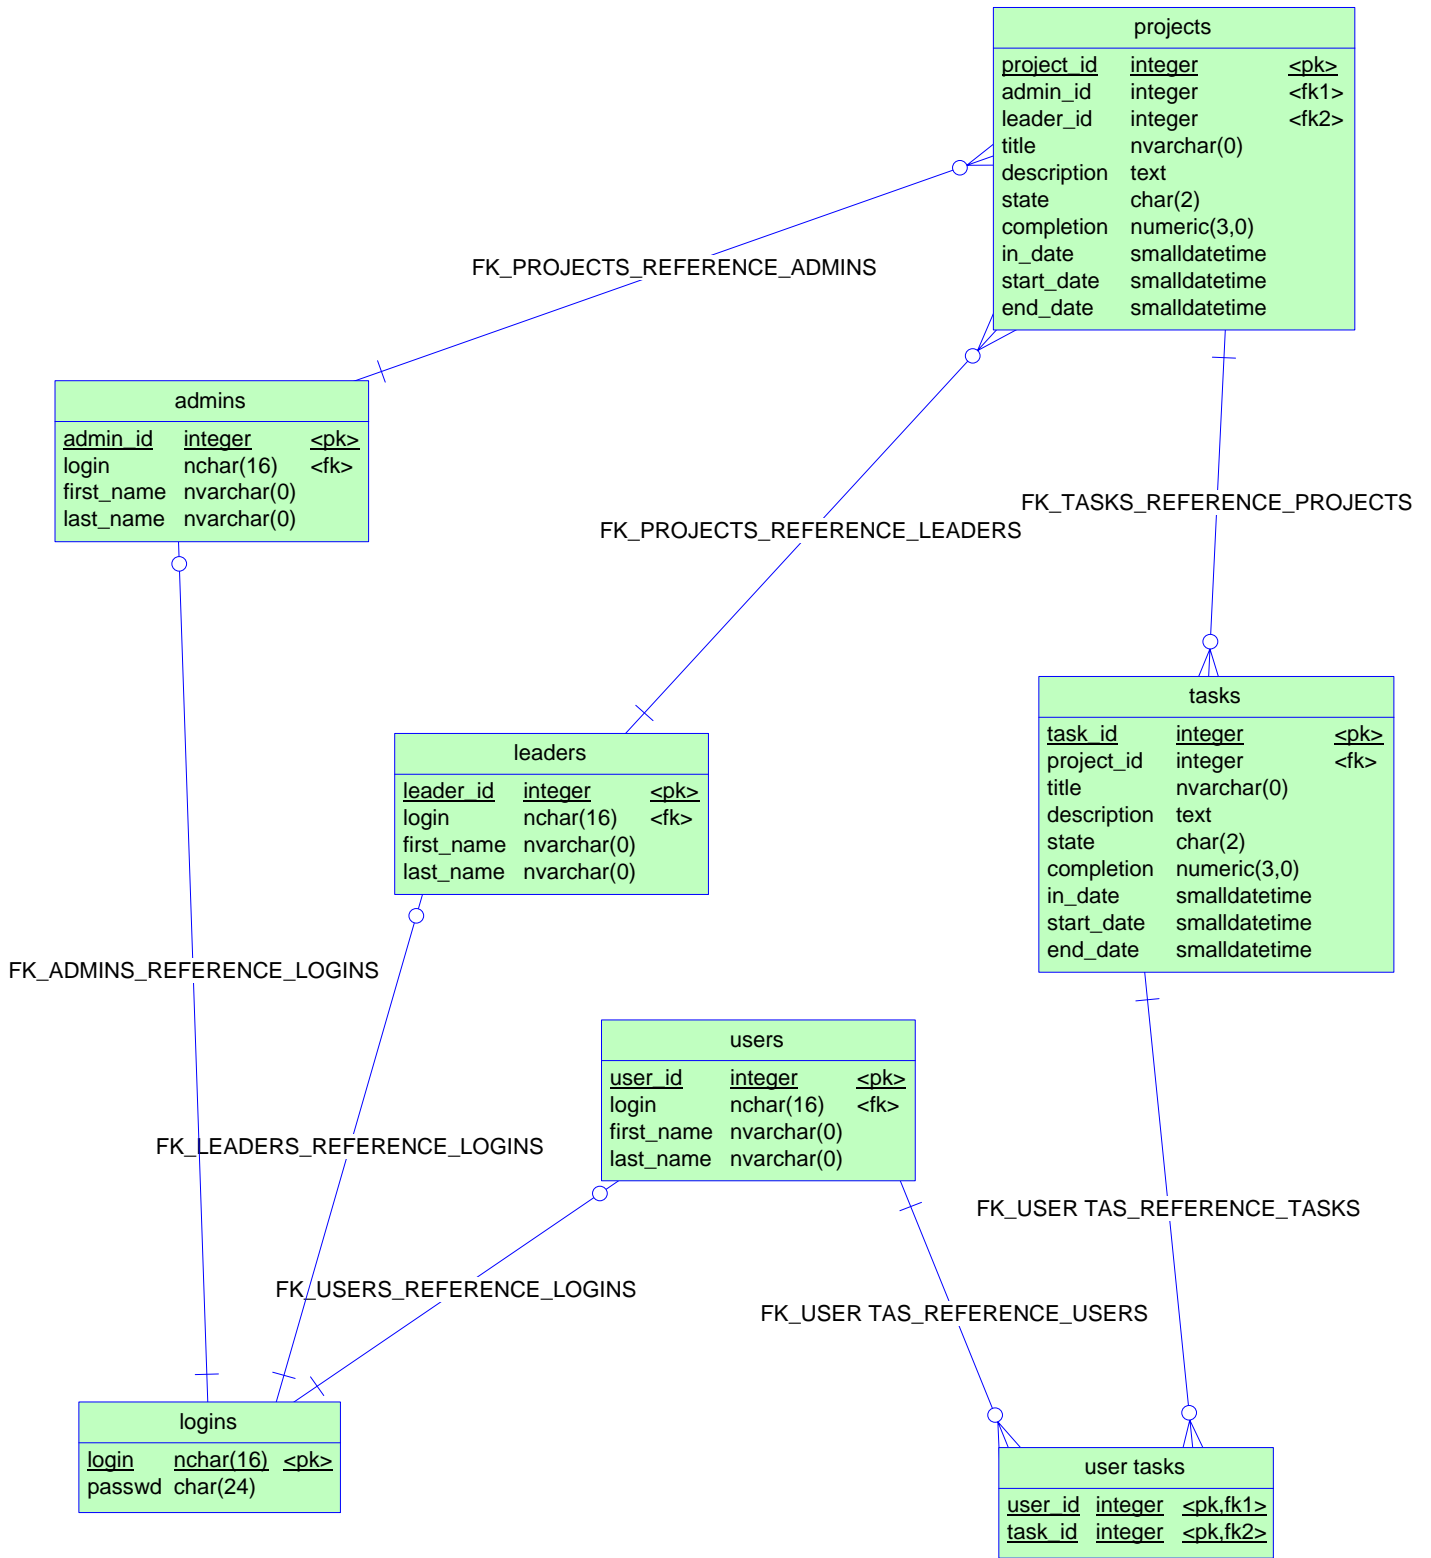 projects
project_id integer <pk>
admin_id integer <fk1>
leader_id integer <fk2>
title nvarchar(0)
description text
state char(2)
completion numeric(3,0)
in_date smalldatetime
start_date smalldatetime
end_date smalldatetime
FK_PROJECTS_REFERENCE_ADMINS
admins
admin_id integer <pk>
login nchar(16) <fk>
first_name nvarchar(0)
last_name nvarchar(0)
FK_TASKS_REFERENCE_PROJECTS
FK_PROJECTS_REFERENCE_LEADERS
tasks
task_id integer <pk>
project_id integer <fk>
title nvarchar(0)
description text
state char(2)
completion numeric(3,0)
in_date smalldatetime
start_date smalldatetime
end_date smalldatetime
leaders
leader_id integer <pk>
login nchar(16) <fk>
first_name nvarchar(0)
last_name nvarchar(0)
FK_ADMINS_REFERENCE_LOGINS
users
user_id integer <pk>
login nchar(16) <fk>
first_name nvarchar(0)
last_name nvarchar(0)
FK_LEADERS_REFERENCE_LOGINS
FK_USER TAS_REFERENCE_TASKS
FK_USERS_REFERENCE_LOGINS
FK_USER TAS_REFERENCE_USERS
logins
login nchar(16) <pk>
passwd char(24)
user tasks
user_id integer <pk,fk1>
task_id integer <pk,fk2>